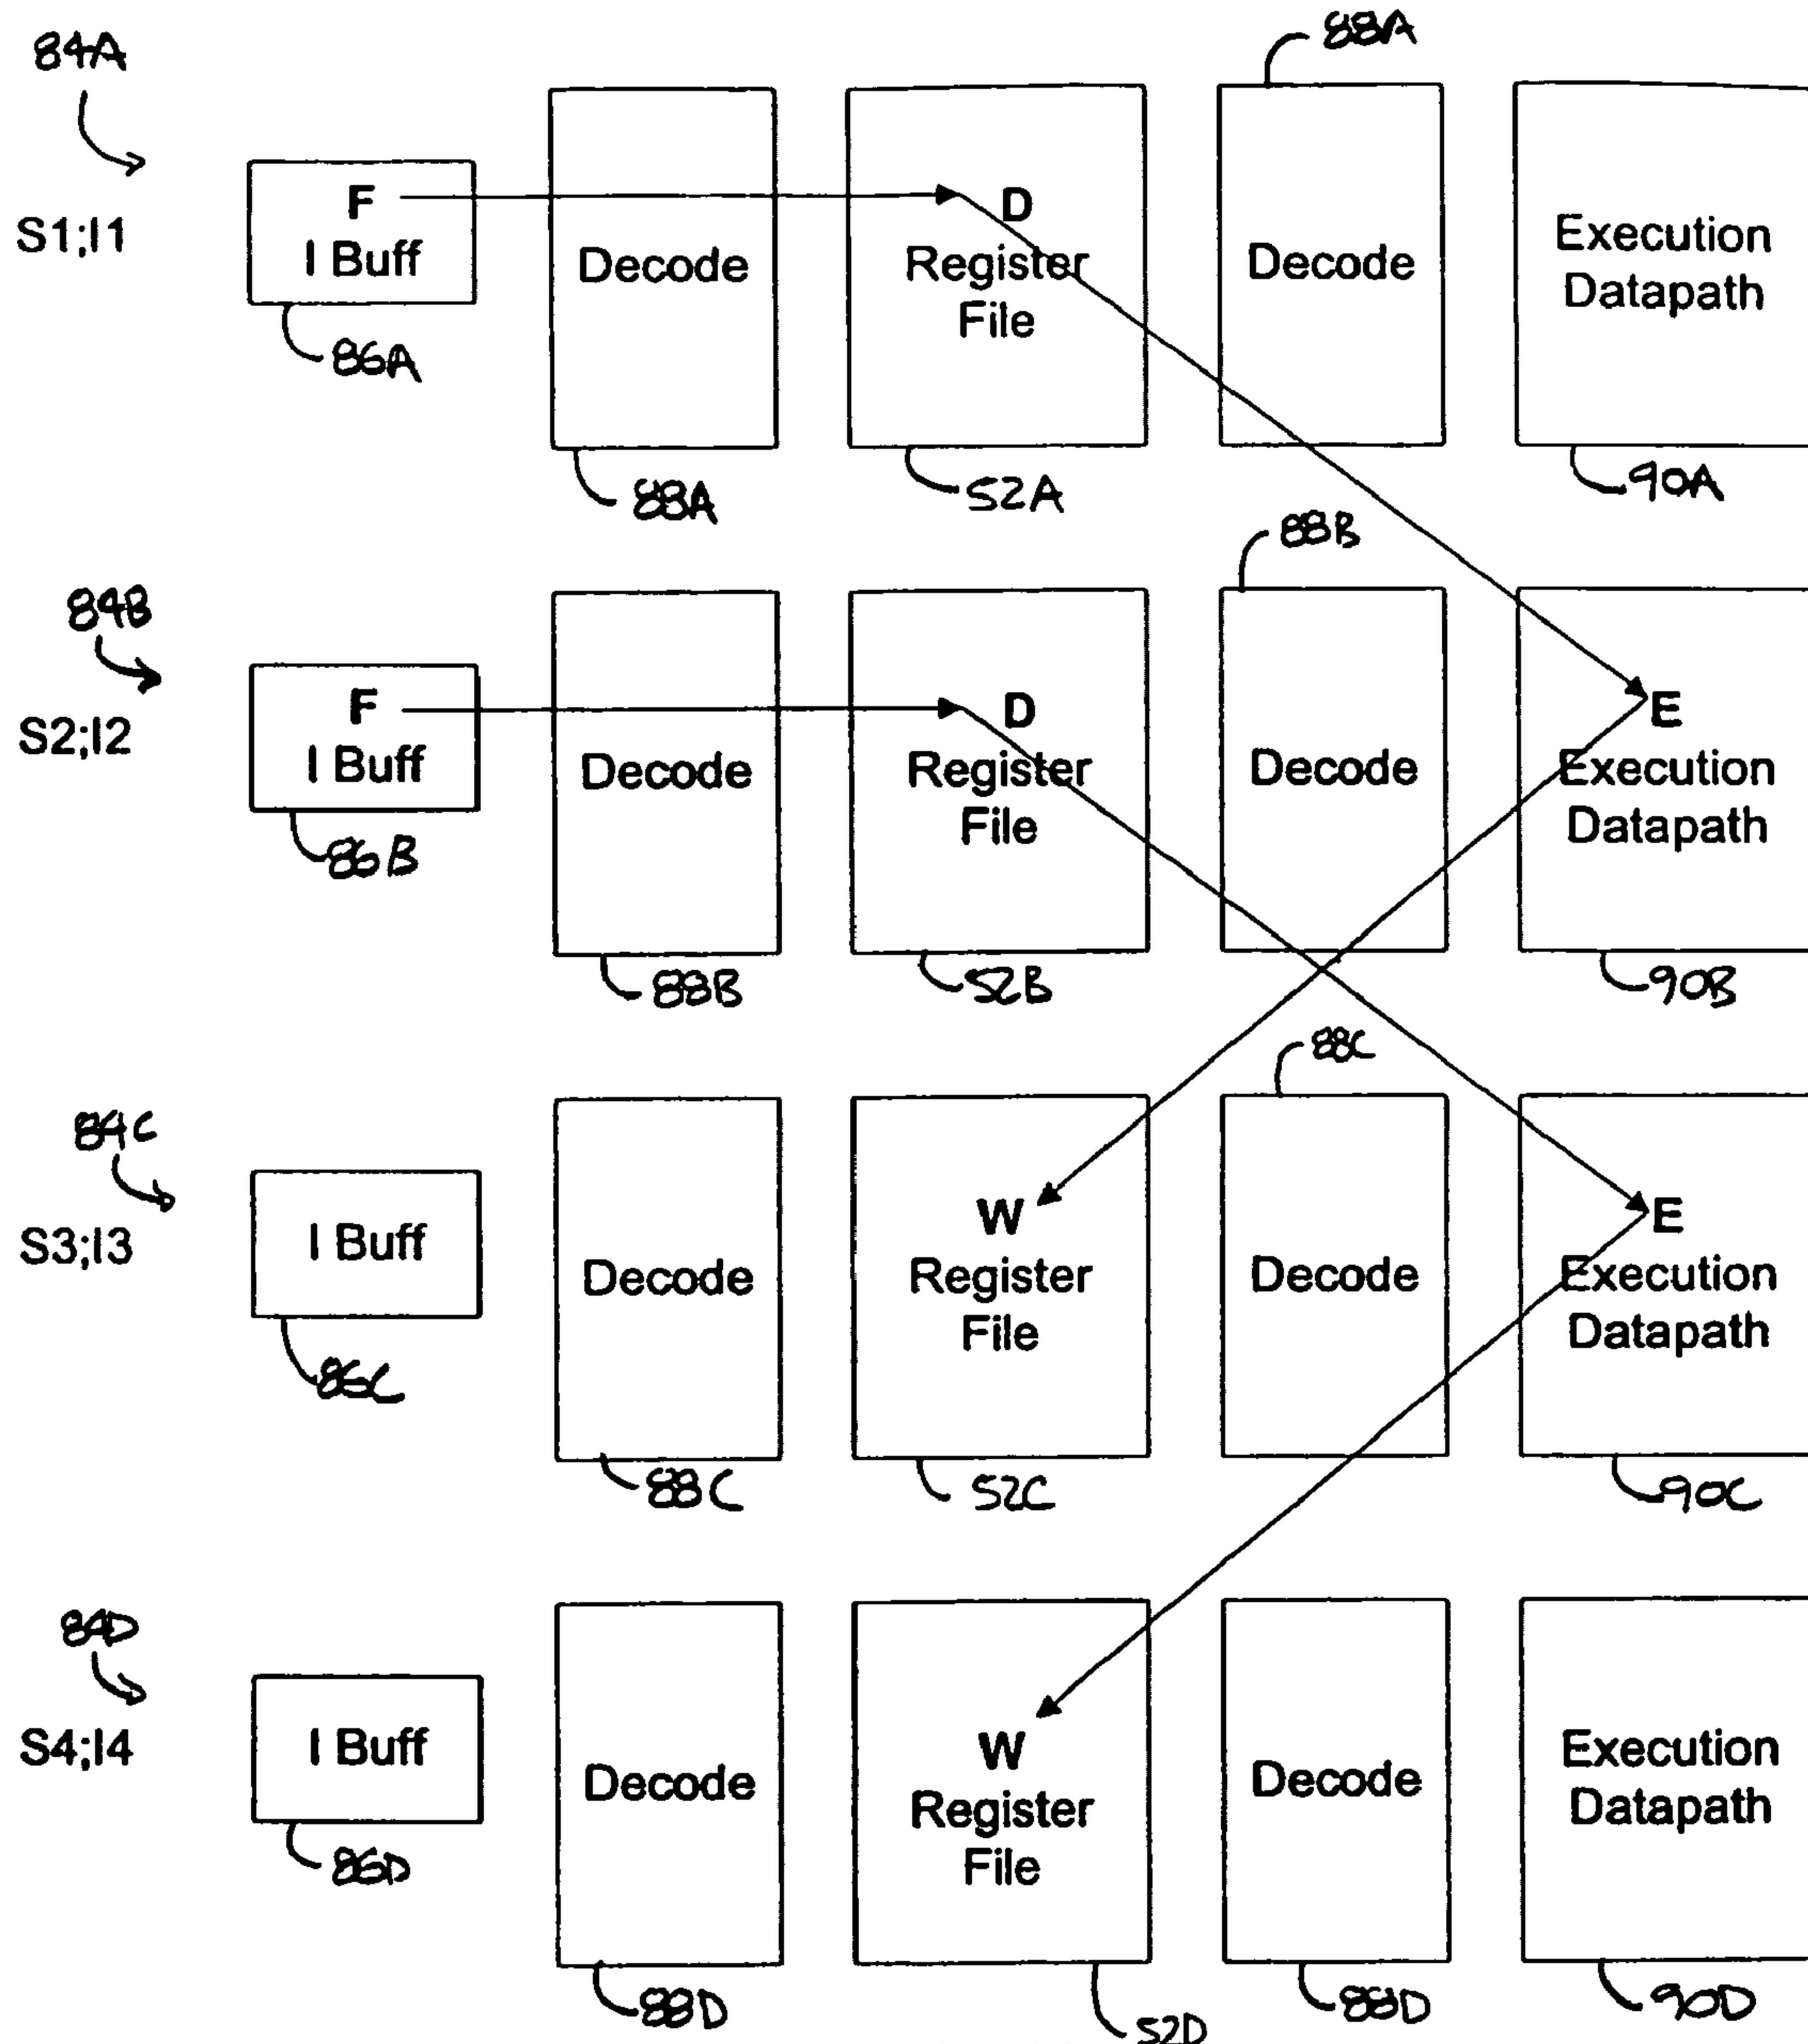 84A
88A
S1;I1
F
I Buff
Decode
D
Register
File
Decode
Execution
Datapath
86A
88A
52A
90A
84B
88B
S2;I2
F
I Buff
Decode
D
Register
File
Decode
E
Execution
Datapath
86B
88B
52B
90B
84C
88C
S3;I3
I Buff
Decode
W
Register
File
Decode
E
Execution
Datapath
86C
88C
52C
90C
84D
S4;I4
I Buff
Decode
W
Register
File
Decode
Execution
Datapath
86D
88D
52D
88D
90D